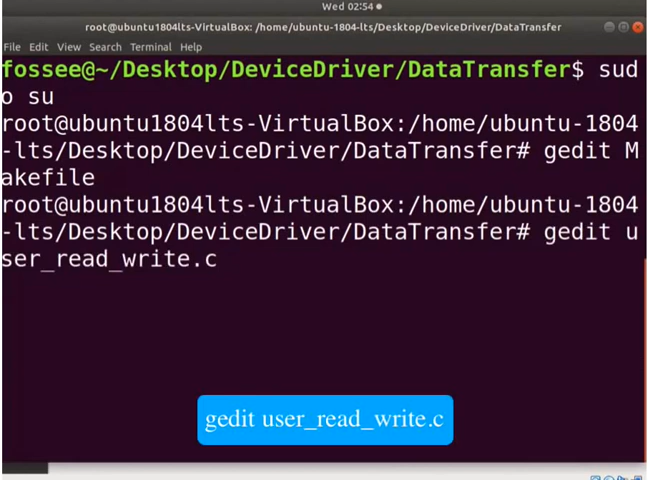 Wed 02:54
root@ubuntu1804lts-VirtualBox: /home/ubuntu-1804-lts/Desktop/DeviceDriver/DataTransfer
File Edit View Search Terminal Help
fossee@~/Desktop/DeviceDriver/DataTransfer$ sud
o su
root@ubuntu1804lts-VirtualBox:/home/ubuntu-1804
-lts/Desktop/DeviceDriver/DataTransfer# gedit M
akefile
root@ubuntu1804lts-VirtualBox:/home/ubuntu-1804
-lts/Desktop/DeviceDriver/DataTransfer# gedit u
ser_read_write.c
gedit user_read_write.c